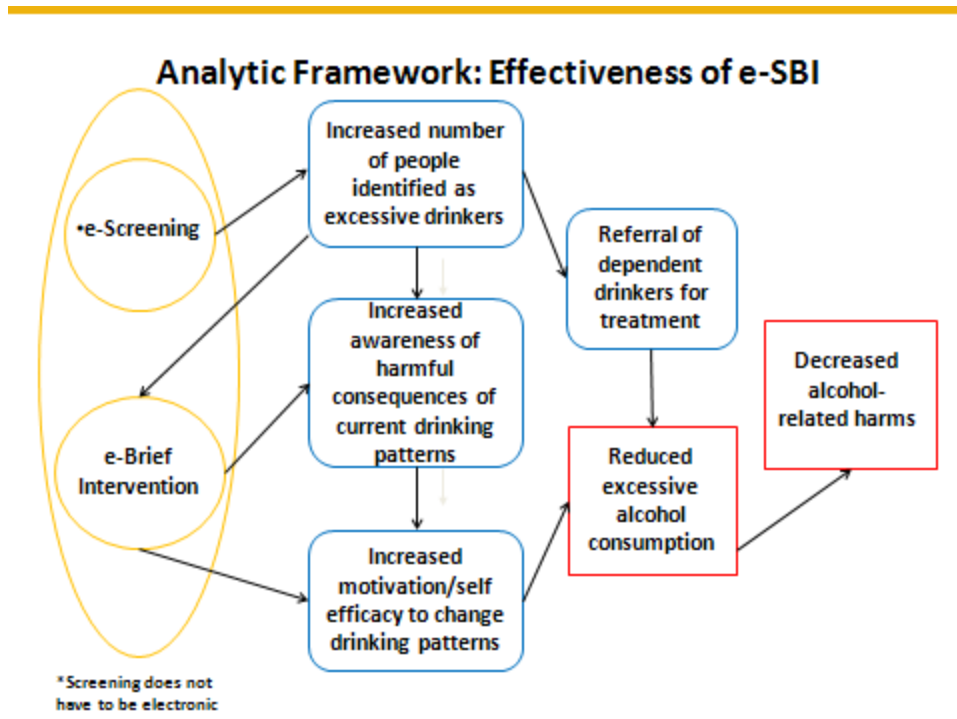 Analytic Framework: Effectiveness of e-SBI
•e-Screening
Increased number
of people
identified as
excessive drinkers
Referral of
dependent
drinkers for
treatment
Increased
awareness of
harmful
consequences of
current drinking
patterns
Decreased
alcohol-
related harms
e-Brief
Intervention
Reduced
excessive
alcohol
consumption
Increased
motivation/self
efficacy to change
drinking patterns
*Screening does not
have to be electronic